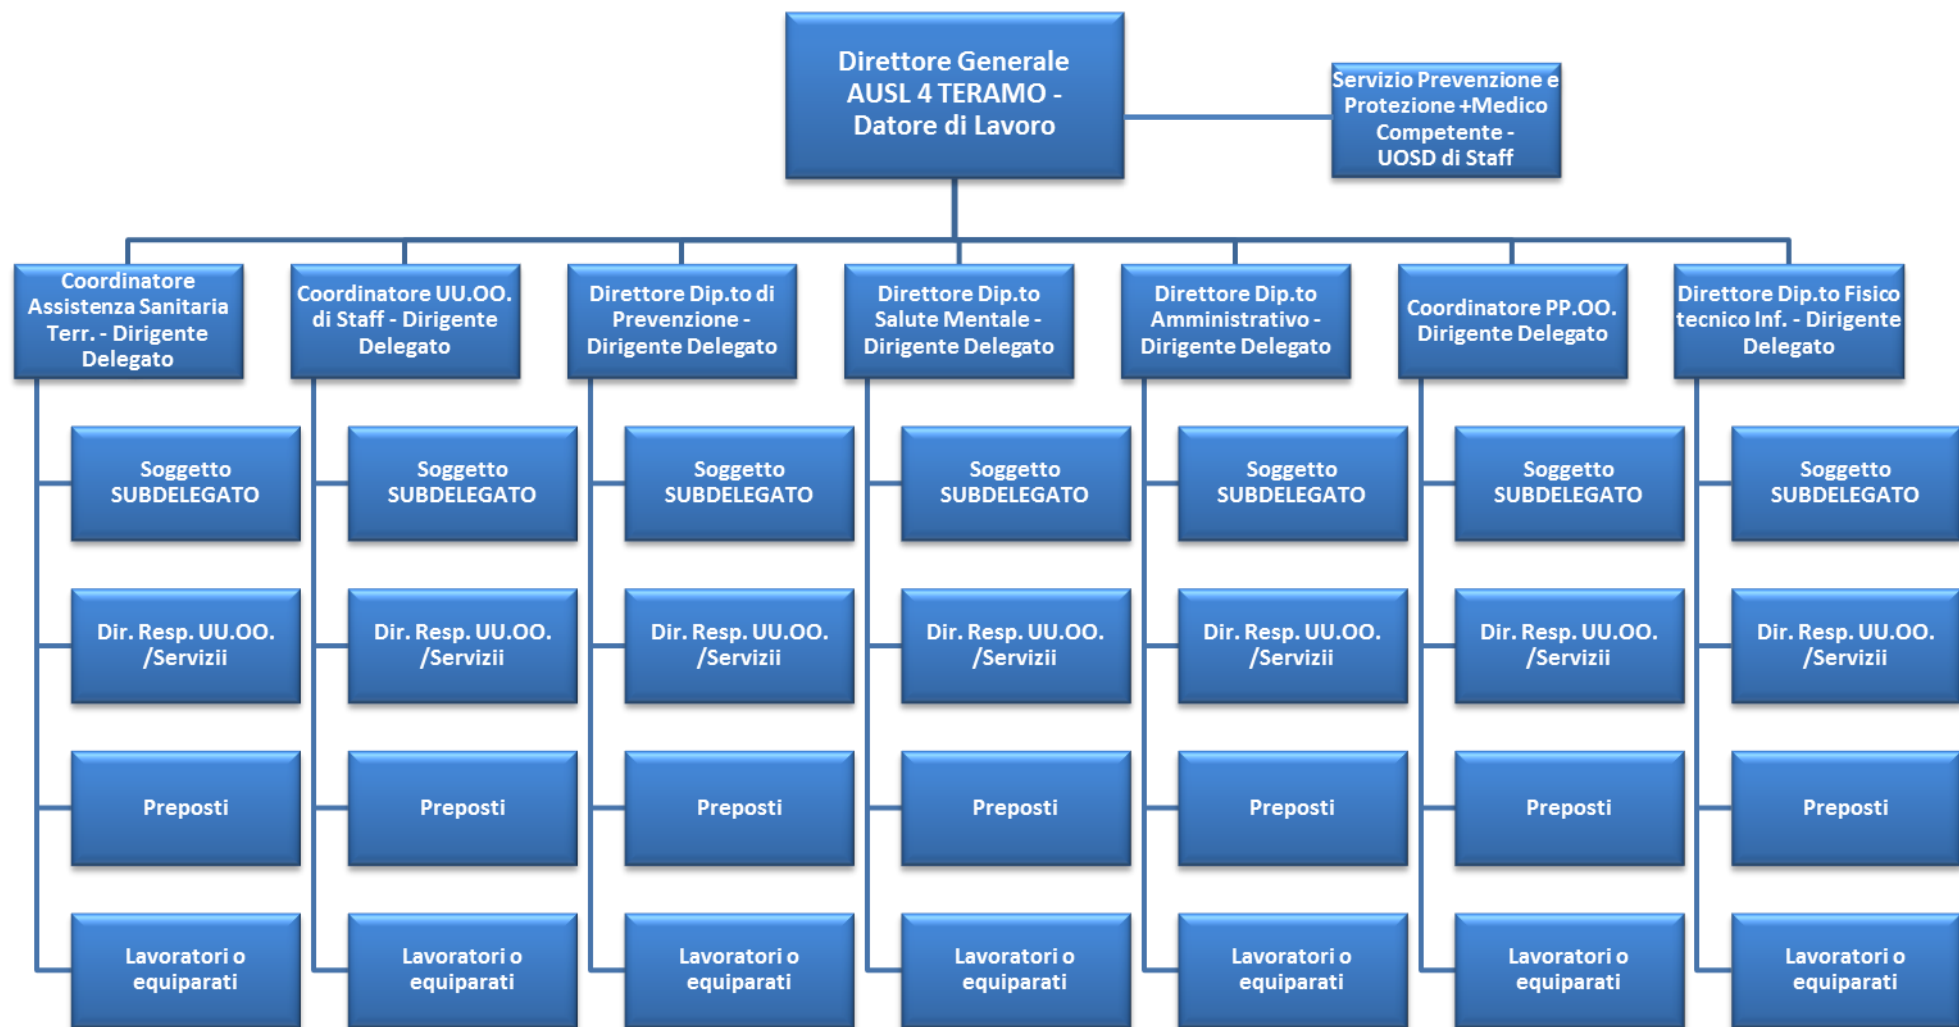 Direttore Generale
AUSL 4 TERAMO -
Datore di Lavoro
Servizio Prevenzione e
Protezione +Medico
Competente -
UOSD di Staff
Coordinatore
Assistenza Sanitaria
Terr. - Dirigente
Delegato
Coordinatore UU.OO.
di Staff - Dirigente
Delegato
Direttore Dip.to di
Prevenzione -
Dirigente Delegato
Direttore Dip.to
Salute Mentale -
Dirigente Delegato
Direttore Dip.to
Amministrativo -
Dirigente Delegato
Coordinatore PP.OO.
Dirigente Delegato
Direttore Dip.to Fisico
tecnico Inf. - Dirigente
Delegato
Soggetto
SUBDELEGATO
Soggetto
SUBDELEGATO
Soggetto
SUBDELEGATO
Soggetto
SUBDELEGATO
Soggetto
SUBDELEGATO
Soggetto
SUBDELEGATO
Soggetto
SUBDELEGATO
Dir. Resp. UU.OO.
/Servizii
Dir. Resp. UU.OO.
/Servizii
Dir. Resp. UU.OO.
/Servizii
Dir. Resp. UU.OO.
/Servizii
Dir. Resp. UU.OO.
/Servizii
Dir. Resp. UU.OO.
/Servizii
Dir. Resp. UU.OO.
/Servizii
Preposti
Preposti
Preposti
Preposti
Preposti
Preposti
Preposti
Lavoratori o
equiparati
Lavoratori o
equiparati
Lavoratori o
equiparati
Lavoratori o
equiparati
Lavoratori o
equiparati
Lavoratori o
equiparati
Lavoratori o
equiparati